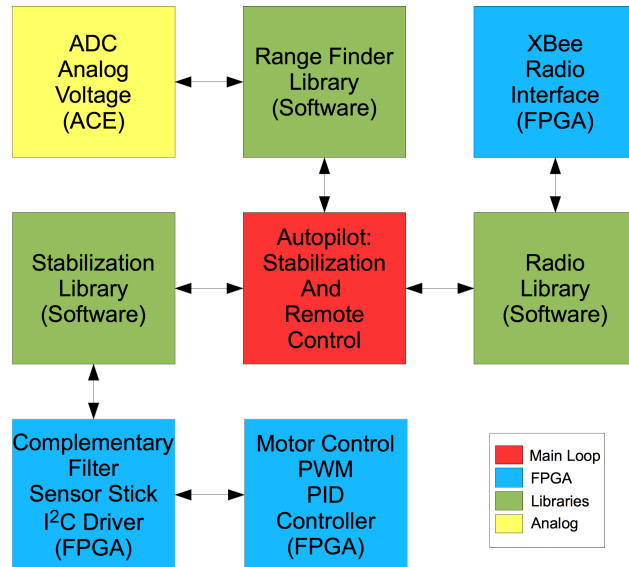 ADC
Analog
Voltage
(ACE)
Range Finder
Library
(Software)
XBee
Radio
Interface
(FPGA)
Stabilization
Library
(Software)
Autopilot:
Stabilization
And
Remote
Control
Radio
Library
(Software)
Complementary
Filter
Sensor Stick
I²C Driver
(FPGA)
Motor Control
PWM
PID
Controller
(FPGA)
Main Loop
FPGA
Libraries
Analog